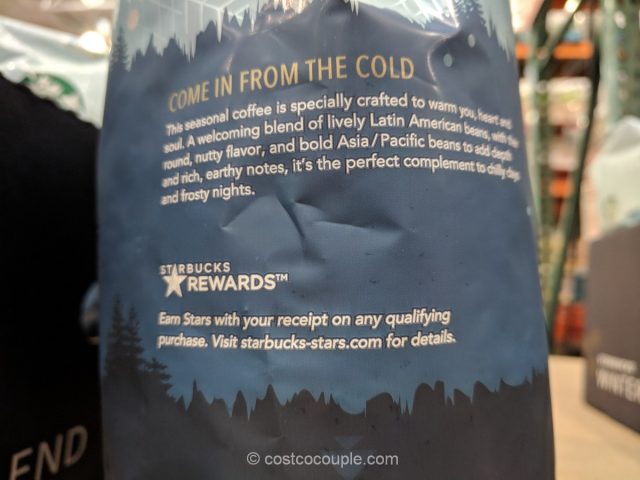 COME IN FROM THE COLD
This seasonal coffee is specially crafted to warm you, heart and
soul. A welcoming blend of lively Latin American beans, with their
round, nutty flavor, and bold Asia/Pacific beans to add depth
and rich, earthy notes, it's the perfect complement to chilly days
and frosty nights.
STARBUCKS
REWARDS™
Earn Stars with your receipt on any qualifying
purchase. Visit starbucks-stars.com for details.
END
WINTER
© costcocouple.com